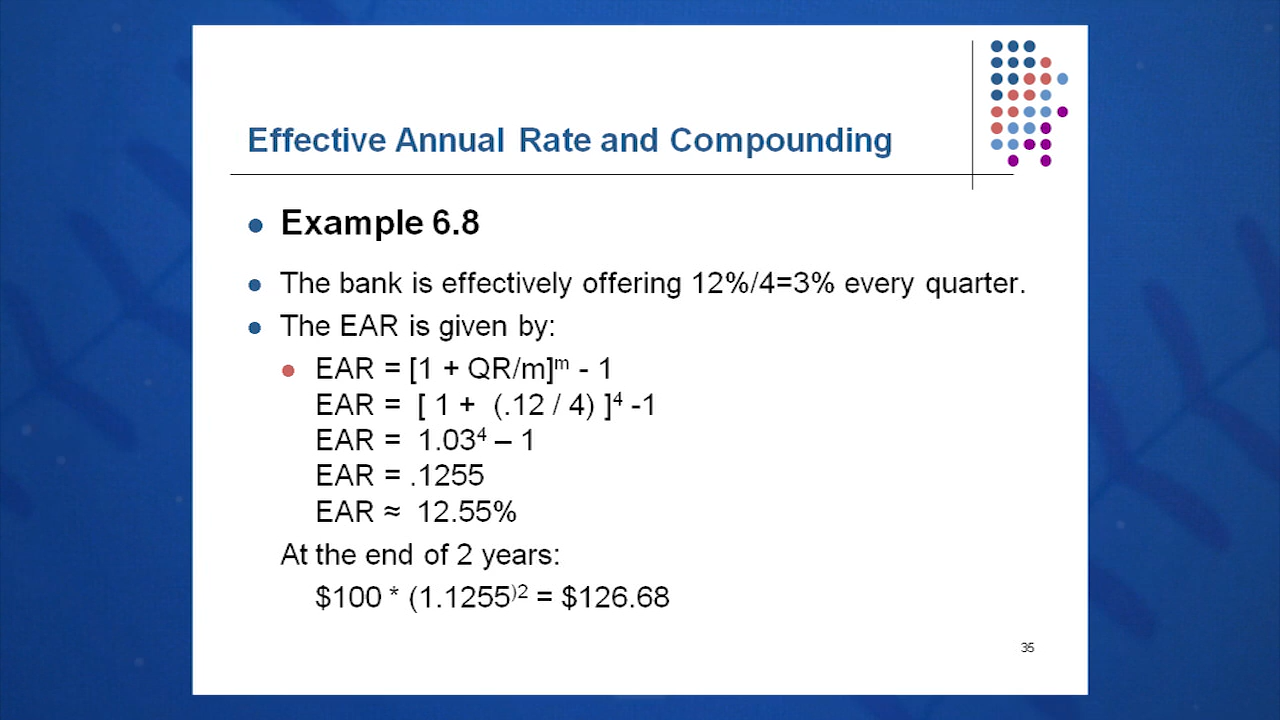 Effective Annual Rate and Compounding
Example 6.8
The bank is effectively offering 12%/4=3% every quarter.
The EAR is given by:
EAR = [1 + QR/m]ᵐ - 1
EAR = [ 1 + (.12 / 4) ]⁴ -1
EAR = 1.03⁴ – 1
EAR = .1255
EAR ≈ 12.55%
At the end of 2 years:
$100 * (1.1255⁾² = $126.68
35